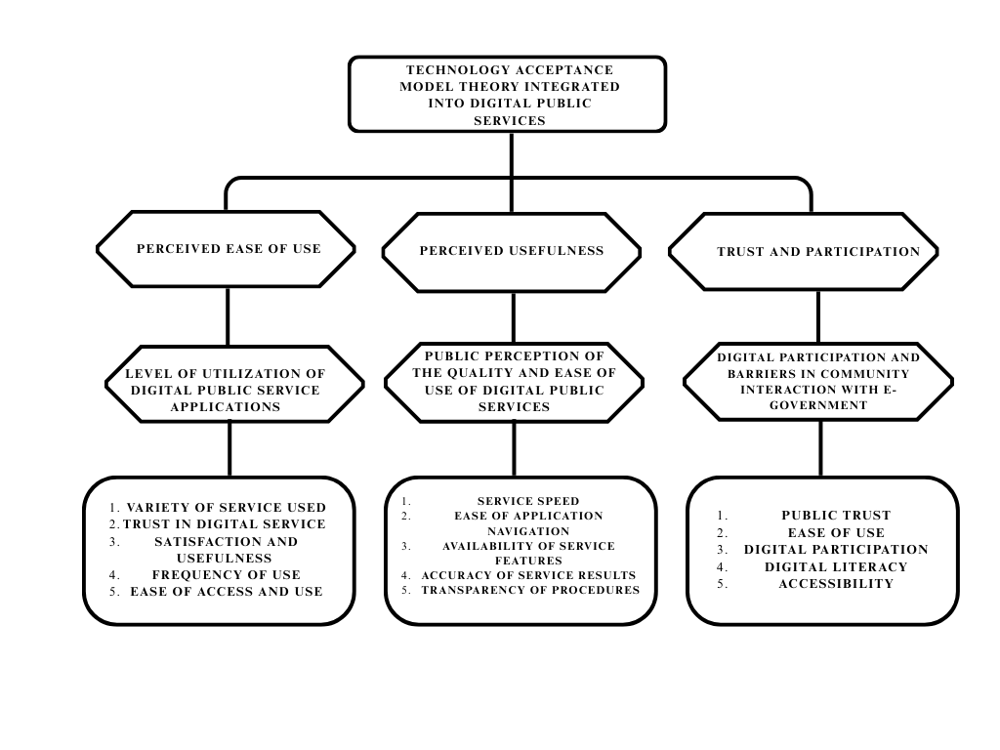 TECHNOLOGY ACCEPTANCE
MODEL THEORY INTEGRATED
INTO DIGITAL PUBLIC
SERVICES
PERCEIVED EASE OF USE
PERCEIVED USEFULNESS
TRUST AND PARTICIPATION
LEVEL OF UTILIZATION OF
DIGITAL PUBLIC SERVICE
APPLICATIONS
PUBLIC PERCEPTION OF
THE QUALITY AND EASE OF
USE OF DIGITAL PUBLIC
SERVICES
DIGITAL PARTICIPATION AND
BARRIERS IN COMMUNITY
INTERACTION WITH E-
GOVERNMENT
1. VARIETY OF SERVICE USED
2. TRUST IN DIGITAL SERVICE
3. SATISFACTION AND
USEFULNESS
4. FREQUENCY OF USE
5. EASE OF ACCESS AND USE
1. SERVICE SPEED
2. EASE OF APPLICATION
NAVIGATION
3. AVAILABILITY OF SERVICE
FEATURES
4. ACCURACY OF SERVICE RESULTS
5. TRANSPARENCY OF PROCEDURES
1. PUBLIC TRUST
2. EASE OF USE
3. DIGITAL PARTICIPATION
4. DIGITAL LITERACY
5. ACCESSIBILITY